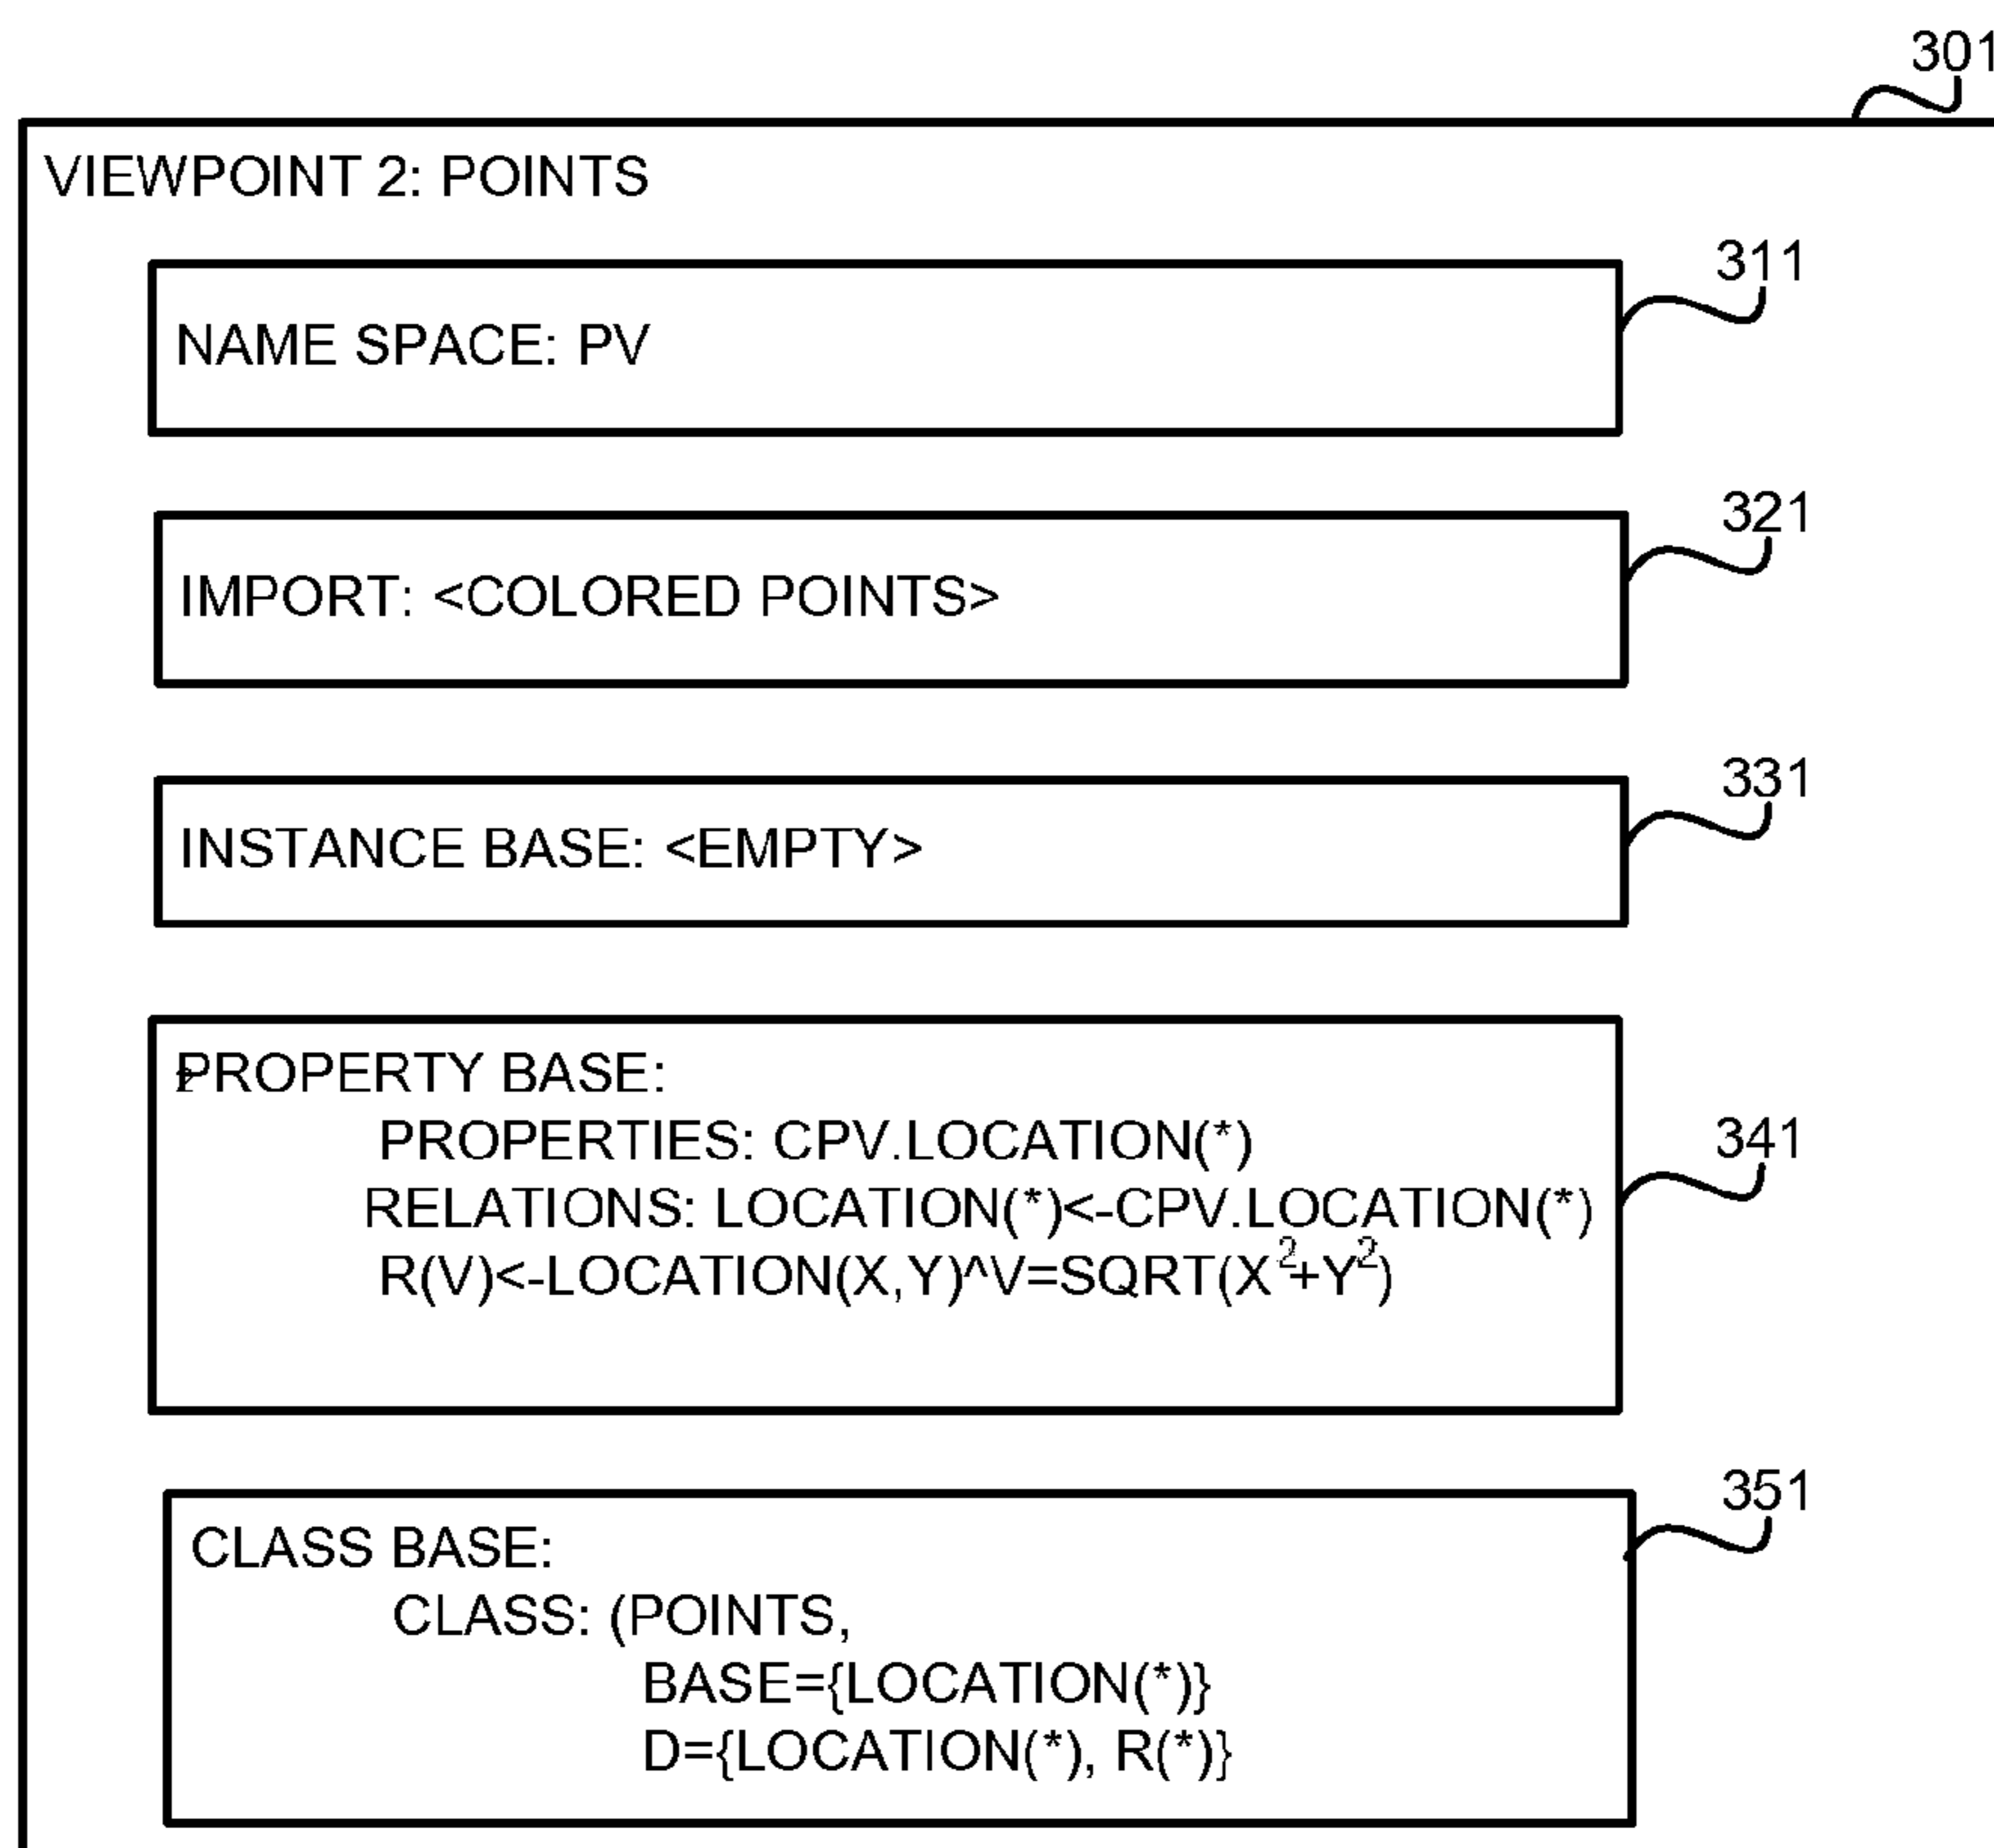 301
VIEWPOINT 2: POINTS
311
NAME SPACE: PV
321
IMPORT: <COLORED POINTS>
331
INSTANCE BASE: <EMPTY>
PROPERTY BASE:
PROPERTIES: CPV.LOCATION(*)
341
RELATIONS: LOCATION(*)<-CPV.LOCATION(*)
R(V)<-LOCATION(X,Y)^V=SQRT(X²+Y²)
351
CLASS BASE:
CLASS: (POINTS,
BASE={LOCATION(*)}
D={LOCATION(*), R(*)}